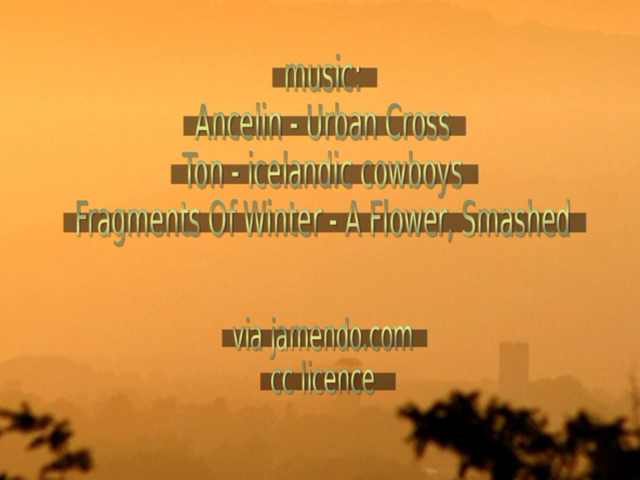 music:
Ancelin - Urban Cross
Ton - icelandic cowboys
Fragments Of Winter - A Flower, Smashed
via jamendo.com
cc licence